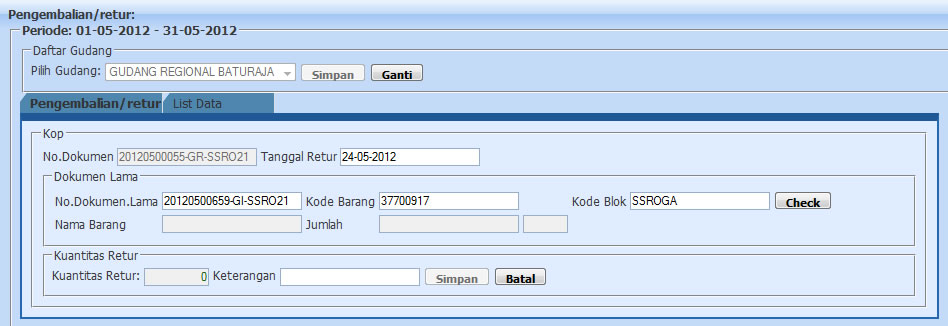 Pengembalian/retur:
Periode: 01-05-2012 - 31-05-2012
Daftar Gudang
Pilih Gudang: GUDANG REGIONAL BATURAJA Simpan Ganti
Pengembalian/retur List Data
Kop
No.Dokumen 20120500055-GR-SSRO21 Tanggal Retur 24-05-2012
Dokumen Lama
No.Dokumen.Lama 20120500659-GI-SSRO21 Kode Barang 37700917 Kode Blok SSROGA Check
Nama Barang Jumlah
Kuantitas Retur
Kuantitas Retur: 0 Keterangan Simpan Batal